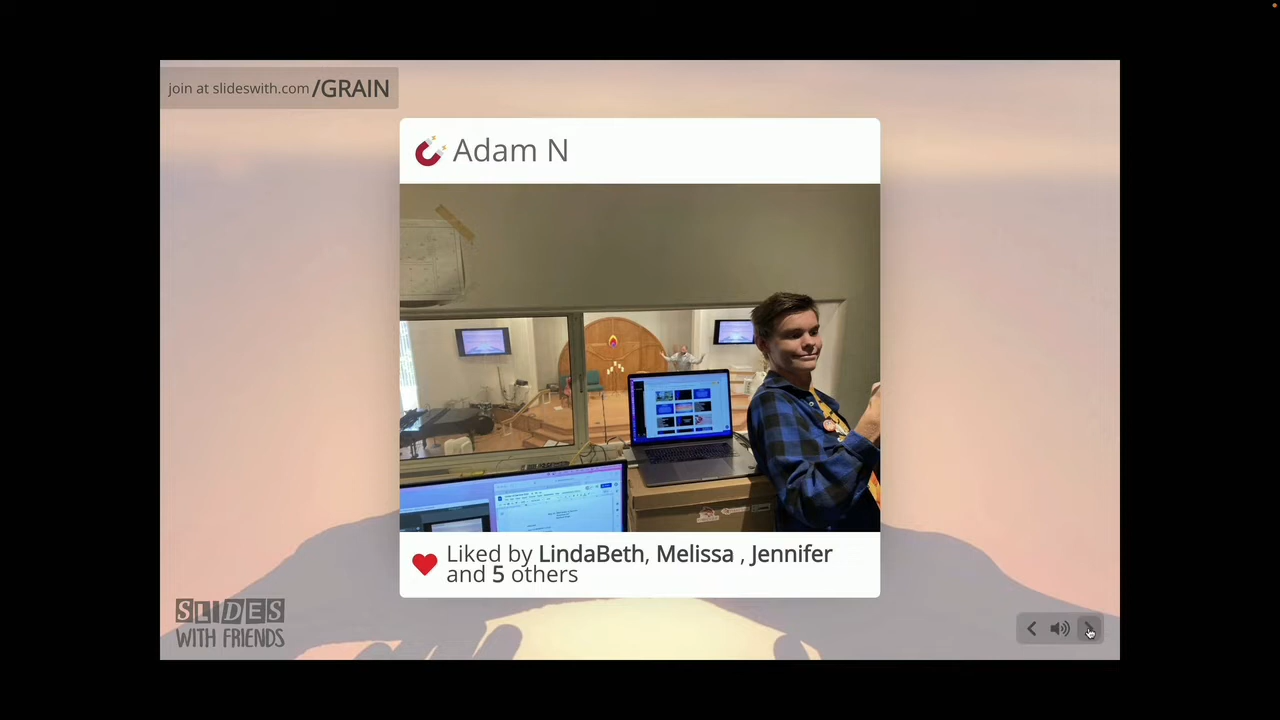 join at slideswith.com/GRAIN
Adam N
Liked by LindaBeth, Melissa , Jennifer
and 5 others
SLIDES
WITH FRIENDS